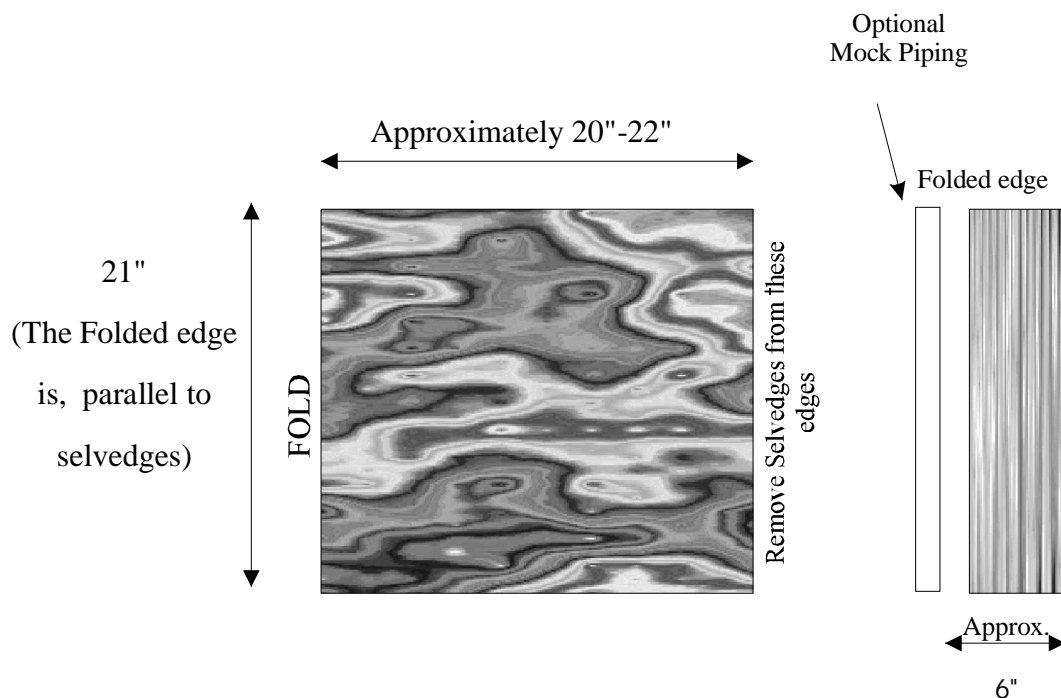 Optional
Mock Piping
Approximately 20"-22"
Folded edge
21"
(The Folded edge
is,  parallel to
selvedges)
FOLD
Remove Selvedges from these
edges
Approx.
6"